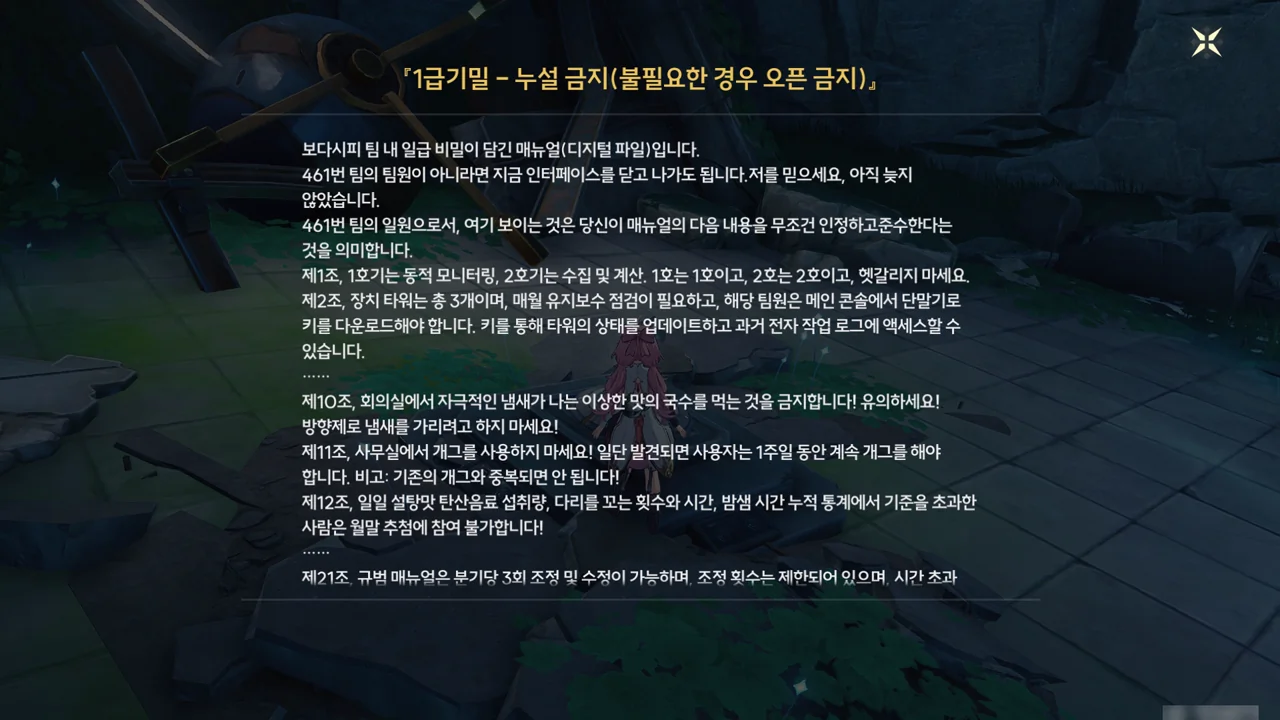 『1급기밀 – 누설 금지(불필요한 경우 오픈 금지)』
보다시피 팀 내 일급 비밀이 담긴 매뉴얼(디지털 파일)입니다.
461번 팀의 팀원이 아니라면 지금 인터페이스를 닫고 나가도 됩니다.저를 믿으세요, 아직 늦지
않았습니다.
461번 팀의 일원으로서, 여기 보이는 것은 당신이 매뉴얼의 다음 내용을 무조건 인정하고준수한다는
것을 의미합니다.
제1조, 1호기는 동적 모니터링, 2호기는 수집 및 계산. 1호는 1호이고, 2호는 2호이고, 헷갈리지 마세요.
제2조, 장치 타워는 총 3개이며, 매월 유지보수 점검이 필요하고, 해당 팀원은 메인 콘솔에서 단말기로
키를 다운로드해야 합니다. 키를 통해 타워의 상태를 업데이트하고 과거 전자 작업 로그에 액세스할 수
있습니다.
……
제10조, 회의실에서 자극적인 냄새가 나는 이상한 맛의 국수를 먹는 것을 금지합니다! 유의하세요!
방향제로 냄새를 가리려고 하지 마세요!
제11조, 사무실에서 개그를 사용하지 마세요! 일단 발견되면 사용자는 1주일 동안 계속 개그를 해야
합니다. 비고: 기존의 개그와 중복되면 안 됩니다!
제12조, 일일 설탕맛 탄산음료 섭취량, 다리를 꼬는 횟수와 시간, 밤샘 시간 누적 통계에서 기준을 초과한
사람은 월말 추첨에 참여 불가합니다!
……
제21조, 규범 매뉴얼은 분기당 3회 조정 및 수정이 가능하며, 조정 횟수는 제한되어 있으며, 시간 초과